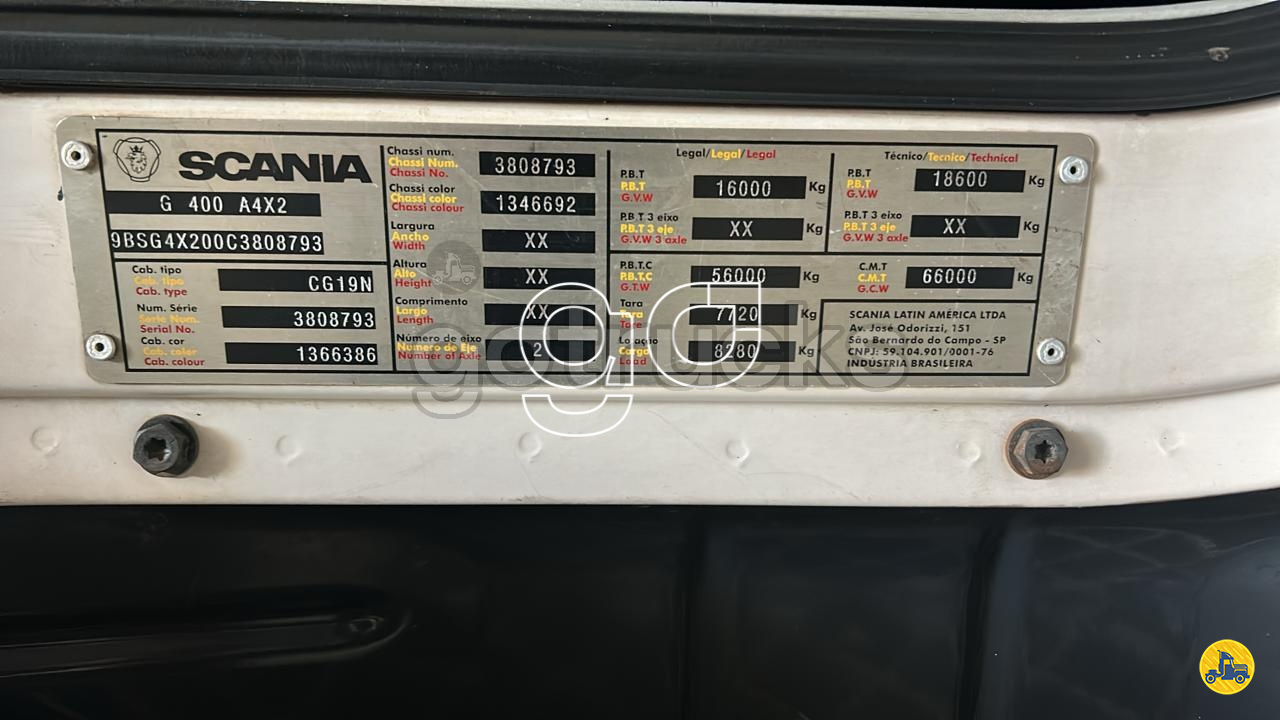 SCANIA
G 400 A4X2
9BSG4X200C3808793
Cab. tipo
Cab. tipo
Cab. type
CG19N
Num. Série
Serie Num.
Serial No.
3808793
Cab. cor
Cab. color
Cab. colour
1366386
Chassi num.
Chassi Num.
Chassi No.
3808793
Chassi color
Chassi color
Chassi colour
1346692
Largura
Ancho
Width
XX
Altura
Alto
Height
XX
Comprimento
Largo
Length
XX
Número de eixo
Numero de Eje
Number of Axle
2
Legal/Legal/Legal
P.B.T
P.B.T
G.V.W
16000 Kg
P.B.T 3 eixo
P.B.T 3 eje
G.V.W 3 axle
XX Kg
P.B.T.C
P.B.T.C
G.T.W
56000 Kg
Tara
Tara
Tare
7720 Kg
Lotação
Carga
Load
8280 Kg
Técnico/Tecnico/Technical
P.B.T
P.B.T
G.V.W
18600 Kg
P.B.T 3 eixo
P.B.T 3 eje
G.V.W 3 axle
XX Kg
C.M.T
C.M.T
G.C.W
66000 Kg
SCANIA LATIN AMÉRICA LTDA
Av. José Odorizzi, 151
São Bernardo do Campo - SP
CNPJ: 59.104.901/0001-76
INDUSTRIA BRASILEIRA
gotrucks
gd